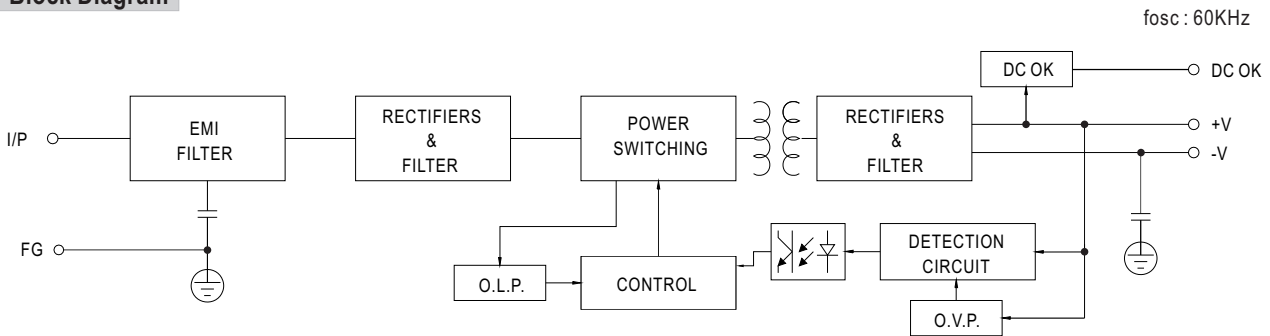 Block Diagram
fosc : 60KHz
DC OK
DC OK
I/P
EMI
FILTER
RECTIFIERS
&
FILTER
POWER
SWITCHING
RECTIFIERS
&
FILTER
+V
-V
FG
O.L.P.
CONTROL
DETECTION
CIRCUIT
O.V.P.